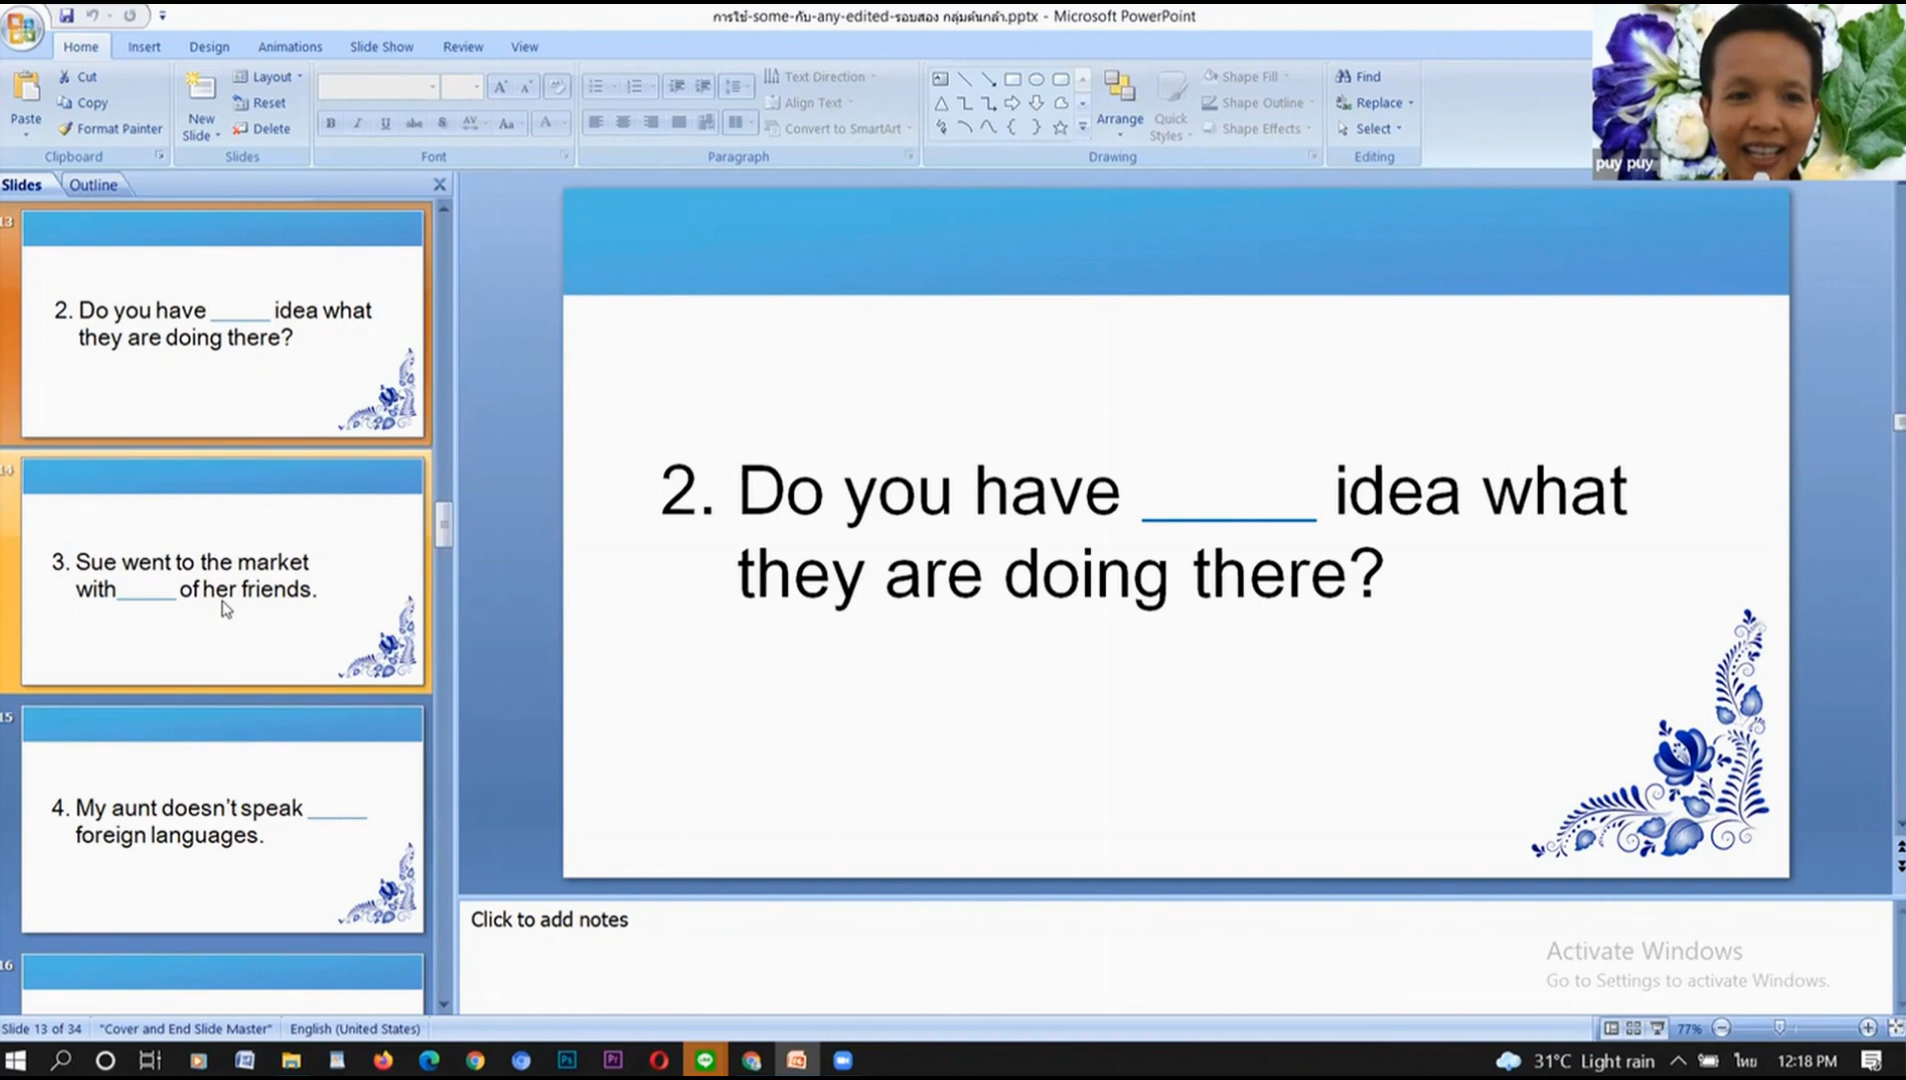 การใช้-some-กับ-any-edited-รอบสอง กลุ่มต้นกล้า.pptx - Microsoft PowerPoint
Home Insert Design Animations Slide Show Review View
Paste
Cut
Copy
Format Painter
Clipboard
New Slide
Layout
Reset
Delete
Slides
Font
Text Direction
Align Text
Convert to SmartArt
Paragraph
Arrange
Quick Styles
Shape Fill
Shape Outline
Shape Effects
Drawing
Find
Replace
Select
Editing
puy puy
Slides Outline
13
2. Do you have _____ idea what
they are doing there?
14
3. Sue went to the market
with_____ of her friends.
15
4. My aunt doesn't speak _____
foreign languages.
16
2. Do you have _____ idea what
they are doing there?
Click to add notes
Activate Windows
Go to Settings to activate Windows.
Slide 13 of 34 "Cover and End Slide Master" English (United States) 77%
31°C Light rain ไทย 12:18 PM